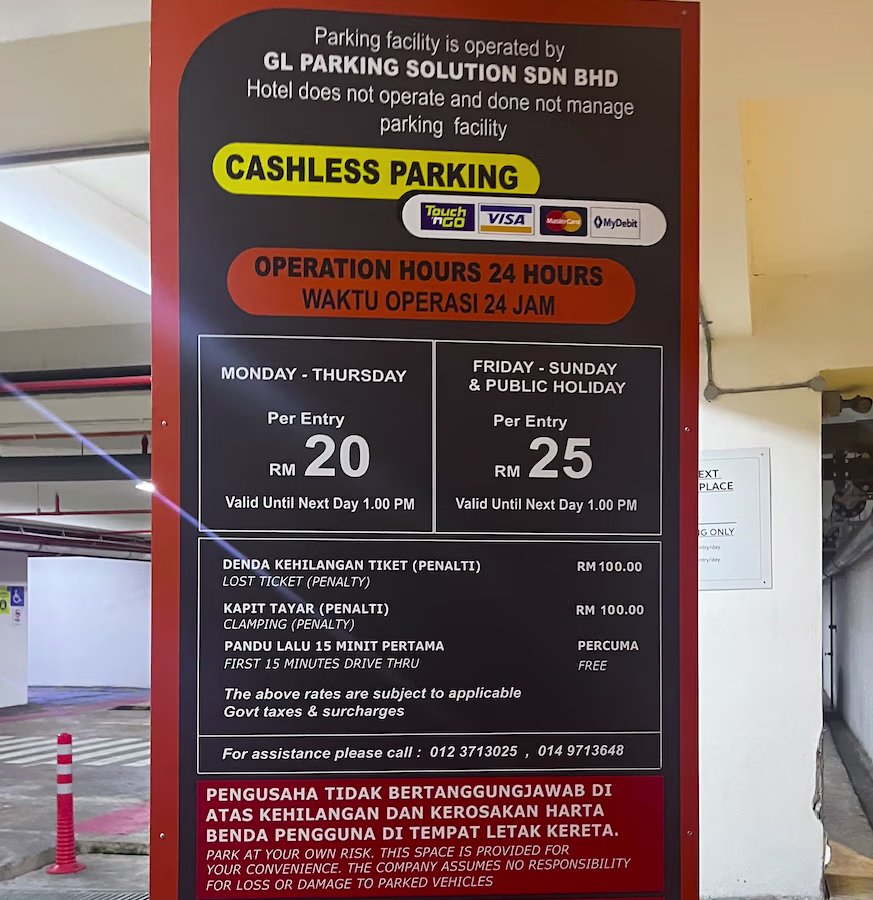 Parking facility is operated by
GL PARKING SOLUTION SDN BHD
Hotel does not operate and done not manage
parking facility
CASHLESS PARKING
Touch 'nGO VISA MasterCard MyDebit
OPERATION HOURS 24 HOURS
WAKTU OPERASI 24 JAM
MONDAY - THURSDAY
Per Entry
RM 20
Valid Until Next Day 1.00 PM
FRIDAY - SUNDAY
& PUBLIC HOLIDAY
Per Entry
RM 25
Valid Until Next Day 1.00 PM
DENDA KEHILANGAN TIKET (PENALTI) RM100.00
LOST TICKET (PENALTY)
KAPIT TAYAR (PENALTI) RM 100.00
CLAMPING (PENALTY)
PANDU LALU 15 MINIT PERTAMA PERCUMA
FIRST 15 MINUTES DRIVE THRU FREE
The above rates are subject to applicable
Govt taxes & surcharges
For assistance please call : 012 3713025 , 014 9713648
PENGUSAHA TIDAK BERTANGGUNGJAWAB DI
ATAS KEHILANGAN DAN KEROSAKAN HARTA
BENDA PENGGUNA DI TEMPAT LETAK KERETA.
PARK AT YOUR OWN RISK. THIS SPACE IS PROVIDED FOR
YOUR CONVENIENCE. THE COMPANY ASSUMES NO RESPONSIBILITY
FOR LOSS OR DAMAGE TO PARKED VEHICLES
EXT
PLACE
NG ONLY